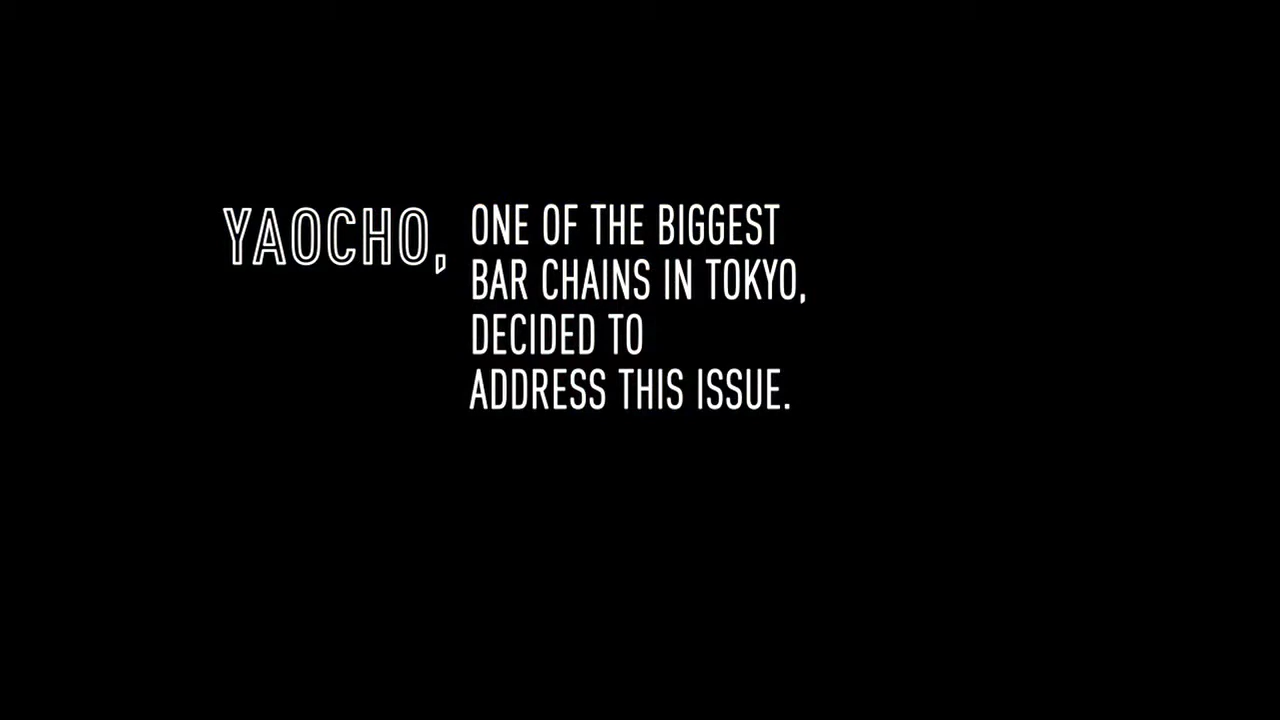 YAOCHO,
ONE OF THE BIGGEST
BAR CHAINS IN TOKYO,
DECIDED TO
ADDRESS THIS ISSUE.